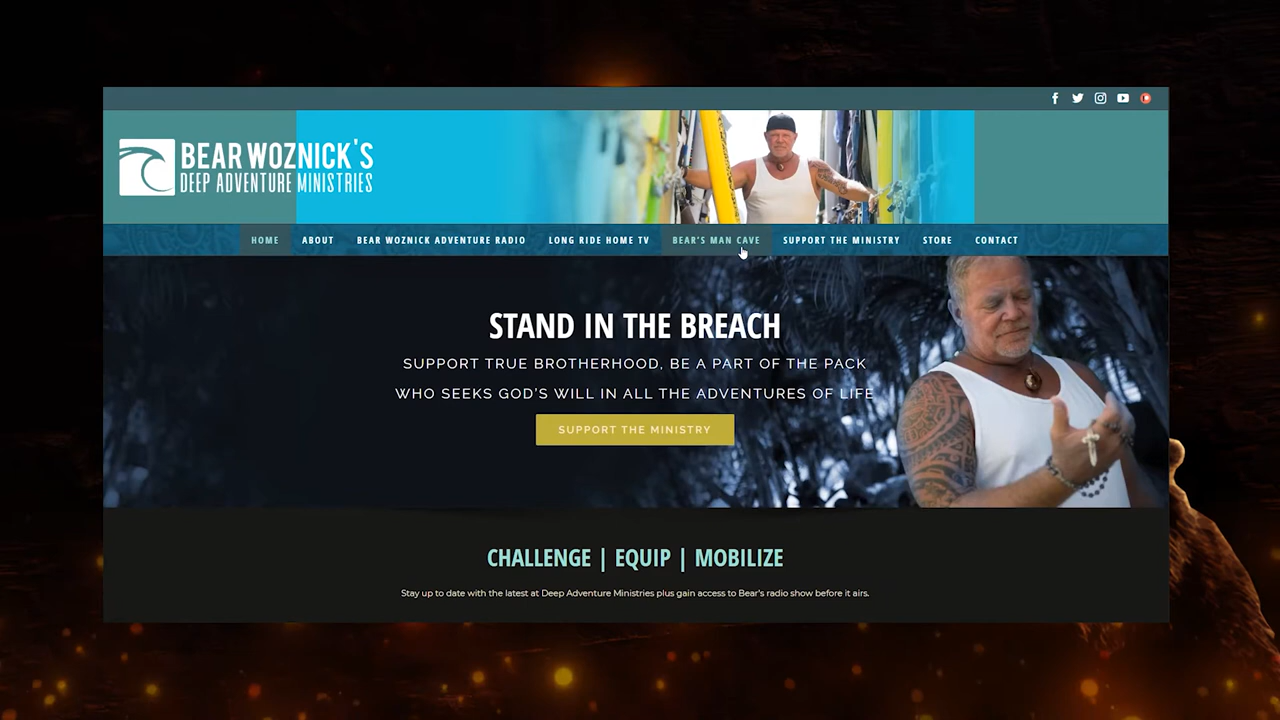 BEAR WOZNICK'S
DEEP ADVENTURE MINISTRIES
HOME ABOUT BEAR WOZNICK ADVENTURE RADIO LONG RIDE HOME TV BEAR'S MAN CAVE SUPPORT THE MINISTRY STORE CONTACT
STAND IN THE BREACH
SUPPORT TRUE BROTHERHOOD, BE A PART OF THE PACK
WHO SEEKS GOD'S WILL IN ALL THE ADVENTURES OF LIFE
SUPPORT THE MINISTRY
CHALLENGE | EQUIP | MOBILIZE
Stay up to date with the latest at Deep Adventure Ministries plus gain access to Bear's radio show before it airs.